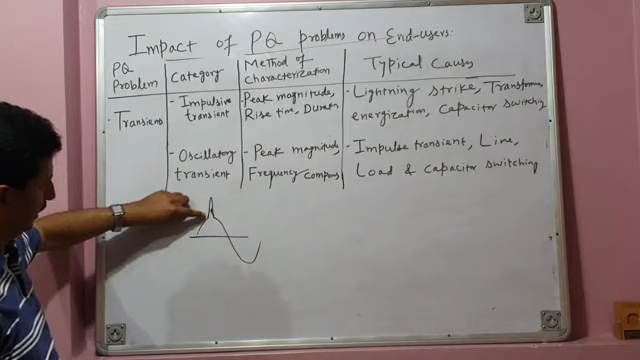 Impact of PQ problems on End-users:
PQ Problem
Category
Method of Characterization
Typical Causes
- Transients
- Impulsive transient
- Peak magnitude, Rise time, Duration
- Lightning strike, Transformer energization, Capacitor switching
- Oscillatory transient
- Peak magnitude, Frequency
- Impulse transient, Line, Load & capacitor switching